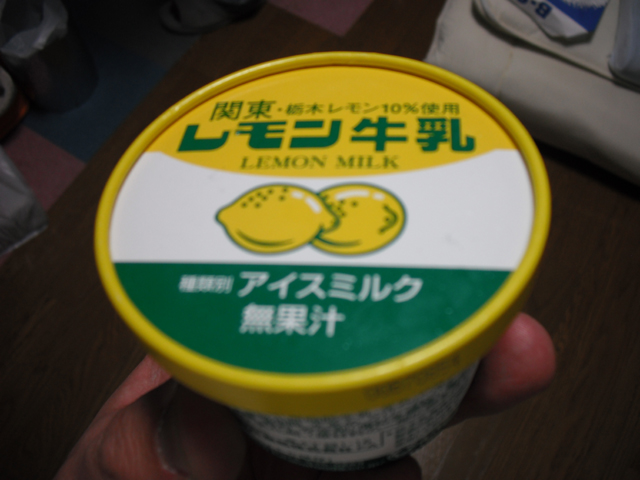 関東・栃木レモン10%使用
レモン牛乳
LEMON MILK
種類別 アイスミルク
無果汁